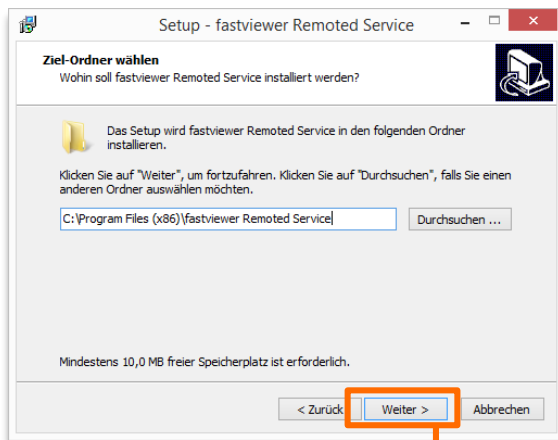 Setup - fastviewer Remoted Service
Ziel-Ordner wählen
Wohin soll fastviewer Remoted Service installiert werden?
Das Setup wird fastviewer Remoted Service in den folgenden Ordner
installieren.
Klicken Sie auf "Weiter", um fortzufahren. Klicken Sie auf "Durchsuchen", falls Sie einen
anderen Ordner auswählen möchten.
C:\Program Files (x86)\fastviewer Remoted Service
Durchsuchen ...
Mindestens 10,0 MB freier Speicherplatz ist erforderlich.
< Zurück
Weiter >
Abbrechen